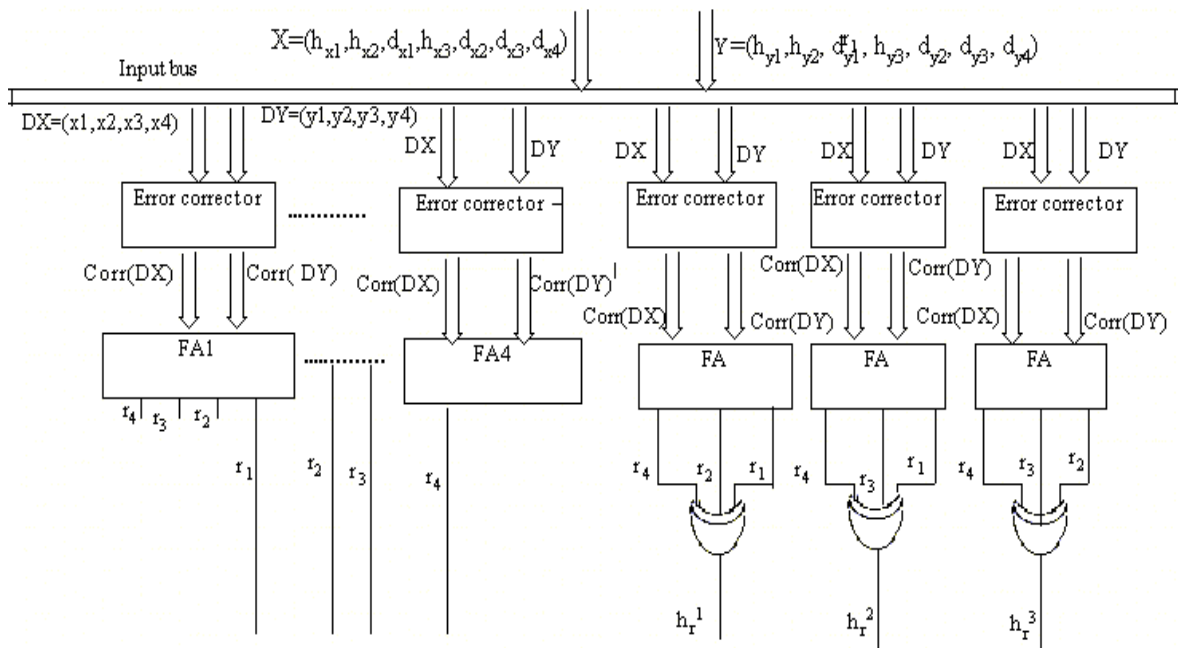 X=(hx1,hx2,dx1,hx3,dx2,dx3,dx4)
Y=(hy1,hy2, dy1, hy3, dy2, dy3, dy4)
Input bus
DX=(x1,x2,x3,x4)
DY=(y1,y2,y3,y4)
DX DY
DX DY
DX DY
DX DY
Error corrector
..............
Error corrector
Error corrector
Error corrector
Error corrector
Corr(DX) Corr( DY)
Corr(DX) Corr(DY)
Corr(DX) Corr(DY)
Corr(DX) Corr(DY)
Corr(DX) Corr(DY)
FA1
..............
FA4
FA
FA
FA
r4 r3 r2
r1 r2 r3 r4
r4 r2 r1
r4 r3 r1
r4 r3 r2
hr1
hr2
hr3